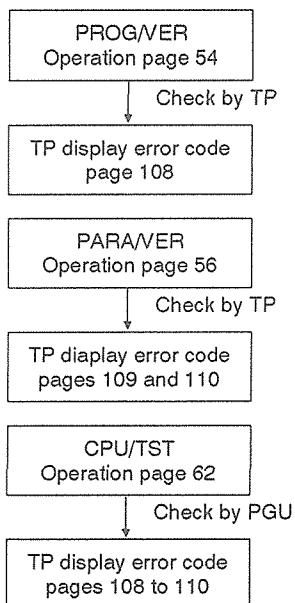 PROG/VER
Operation page 54
Check by TP
TP display error code
page 108
PARA/VER
Operation page 56
Check by TP
TP diaplay error code
pages 109 and 110
CPU/TST
Operation page 62
Check by PGU
TP display error code
pages 108 to 110